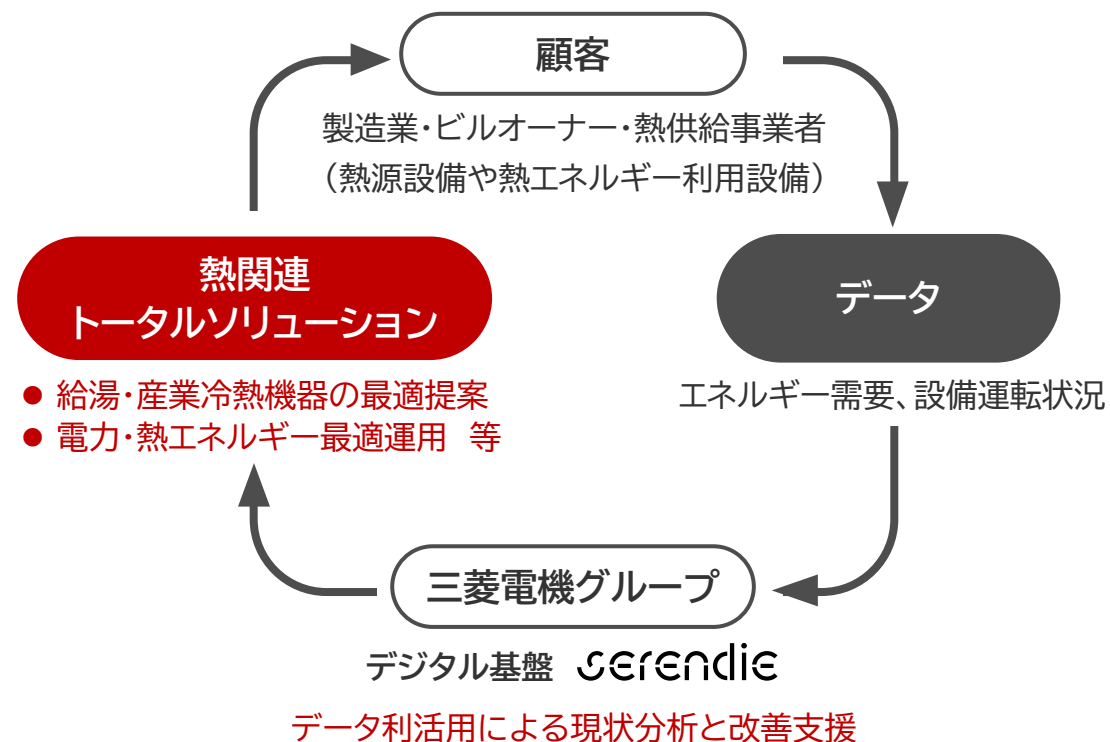 顧客
製造業・ビルオーナー・熱供給事業者
（熱源設備や熱エネルギー利用設備）
熱関連
トータルソリューション
● 給湯・産業冷熱機器の最適提案
● 電力・熱エネルギー最適運用 等
データ
エネルギー需要、設備運転状況
三菱電機グループ
デジタル基盤 serendie
データ利活用による現状分析と改善支援